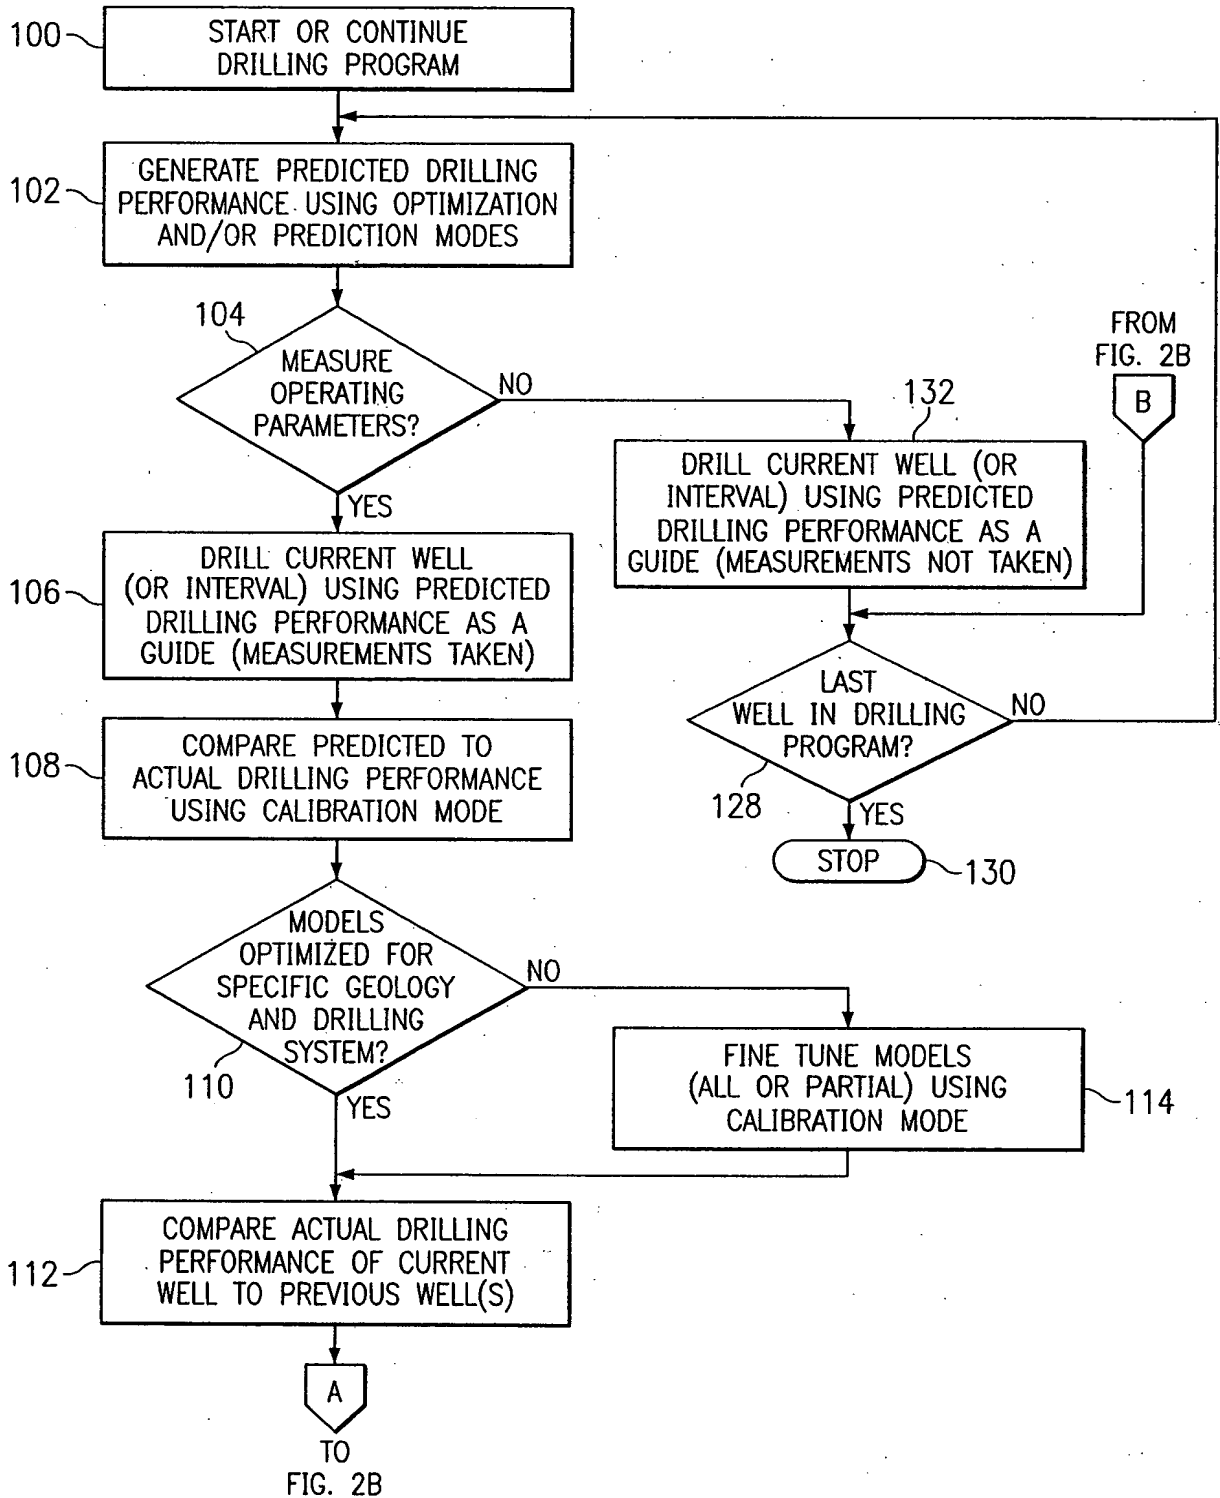 100
START OR CONTINUE
DRILLING PROGRAM
102
GENERATE PREDICTED DRILLING
PERFORMANCE USING OPTIMIZATION
AND/OR PREDICTION MODES
104
MEASURE
OPERATING
PARAMETERS?
NO
YES
FROM
FIG. 2B
B
132
DRILL CURRENT WELL (OR
INTERVAL) USING PREDICTED
DRILLING PERFORMANCE AS A
GUIDE (MEASUREMENTS NOT TAKEN)
106
DRILL CURRENT WELL
(OR INTERVAL) USING PREDICTED
DRILLING PERFORMANCE AS A
GUIDE (MEASUREMENTS TAKEN)
LAST
WELL IN DRILLING
PROGRAM?
NO
128
YES
STOP
130
108
COMPARE PREDICTED TO
ACTUAL DRILLING PERFORMANCE
USING CALIBRATION MODE
MODELS
OPTIMIZED FOR
SPECIFIC GEOLOGY
AND DRILLING
SYSTEM?
NO
110
YES
FINE TUNE MODELS
(ALL OR PARTIAL) USING
CALIBRATION MODE
114
112
COMPARE ACTUAL DRILLING
PERFORMANCE OF CURRENT
WELL TO PREVIOUS WELL(S)
A
TO
FIG. 2B